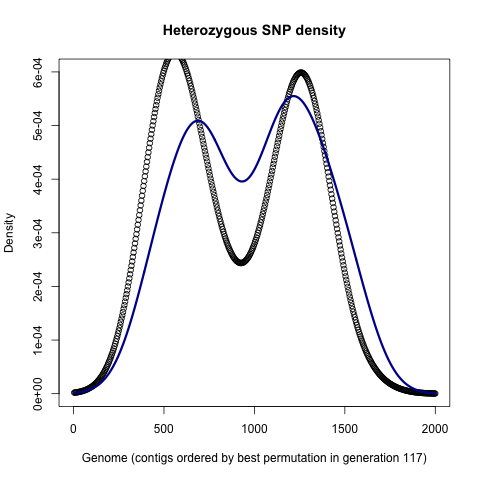 Heterozygous SNP density
6e-04
5e-04
4e-04
3e-04
2e-04
1e-04
0e+00
Density
0 500 1000 1500 2000
Genome (contigs ordered by best permutation in generation 117)